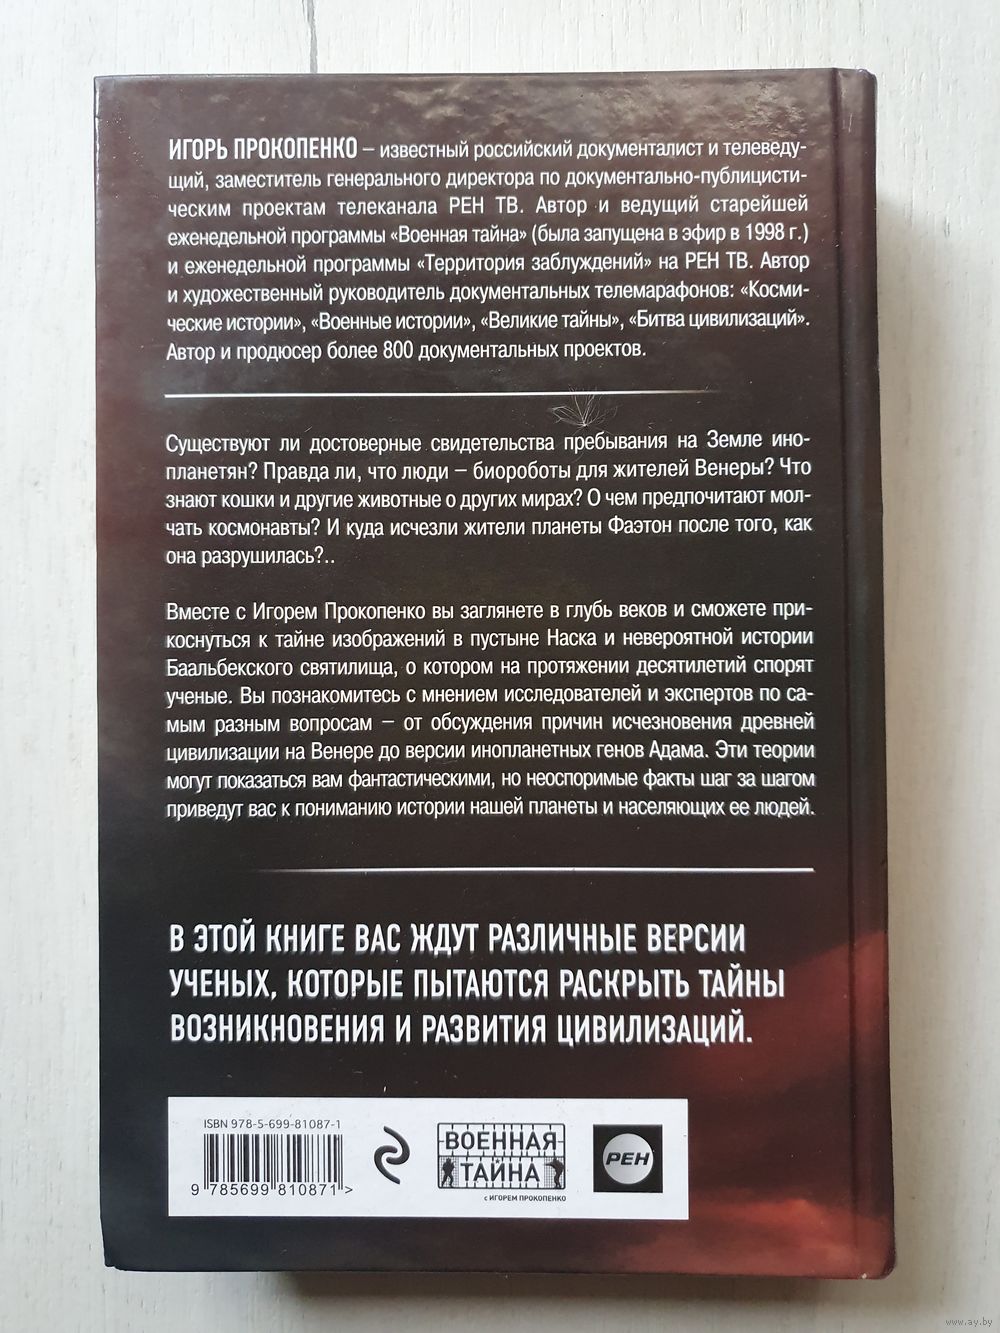 ИГОРЬ ПРОКОПЕНКО – известный российский документалист и телеведу-
щий, заместитель генерального директора по документально-публицисти-
ческим проектам телеканала РЕН ТВ. Автор и ведущий старейшей
еженедельной программы «Военная тайна» (была запущена в эфир в 1998 г.)
и еженедельной программы «Территория заблуждений» на РЕН ТВ. Автор
и художественный руководитель документальных телемарафонов: «Косми-
ческие истории», «Военные истории», «Великие тайны», «Битва цивилизаций».
Автор и продюсер более 800 документальных проектов.
Существуют ли достоверные свидетельства пребывания на Земле ино-
планетян? Правда ли, что люди – биороботы для жителей Венеры? Что
знают кошки и другие животные о других мирах? О чем предпочитают мол-
чать космонавты? И куда исчезли жители планеты Фаэтон после того, как
она разрушилась?..
Вместе с Игорем Прокопенко вы заглянете в глубь веков и сможете при-
коснуться к тайне изображений в пустыне Наска и невероятной истории
Баальбекского святилища, о котором на протяжении десятилетий спорят
ученые. Вы познакомитесь с мнением исследователей и экспертов по са-
мым разным вопросам – от обсуждения причин исчезновения древней
цивилизации на Венере до версии инопланетных генов Адама. Эти теории
могут показаться вам фантастическими, но неоспоримые факты шаг за шагом
приведут вас к пониманию истории нашей планеты и населяющих ее людей.
В ЭТОЙ КНИГЕ ВАС ЖДУТ РАЗЛИЧНЫЕ ВЕРСИИ
УЧЕНЫХ, КОТОРЫЕ ПЫТАЮТСЯ РАСКРЫТЬ ТАЙНЫ
ВОЗНИКНОВЕНИЯ И РАЗВИТИЯ ЦИВИЛИЗАЦИЙ.
ISBN 978-5-699-81087-1
9 785699 810871 >
ВОЕННАЯ
ТАЙНА
с ИГОРЕМ ПРОКОПЕНКО
РЕН
www.ay.by